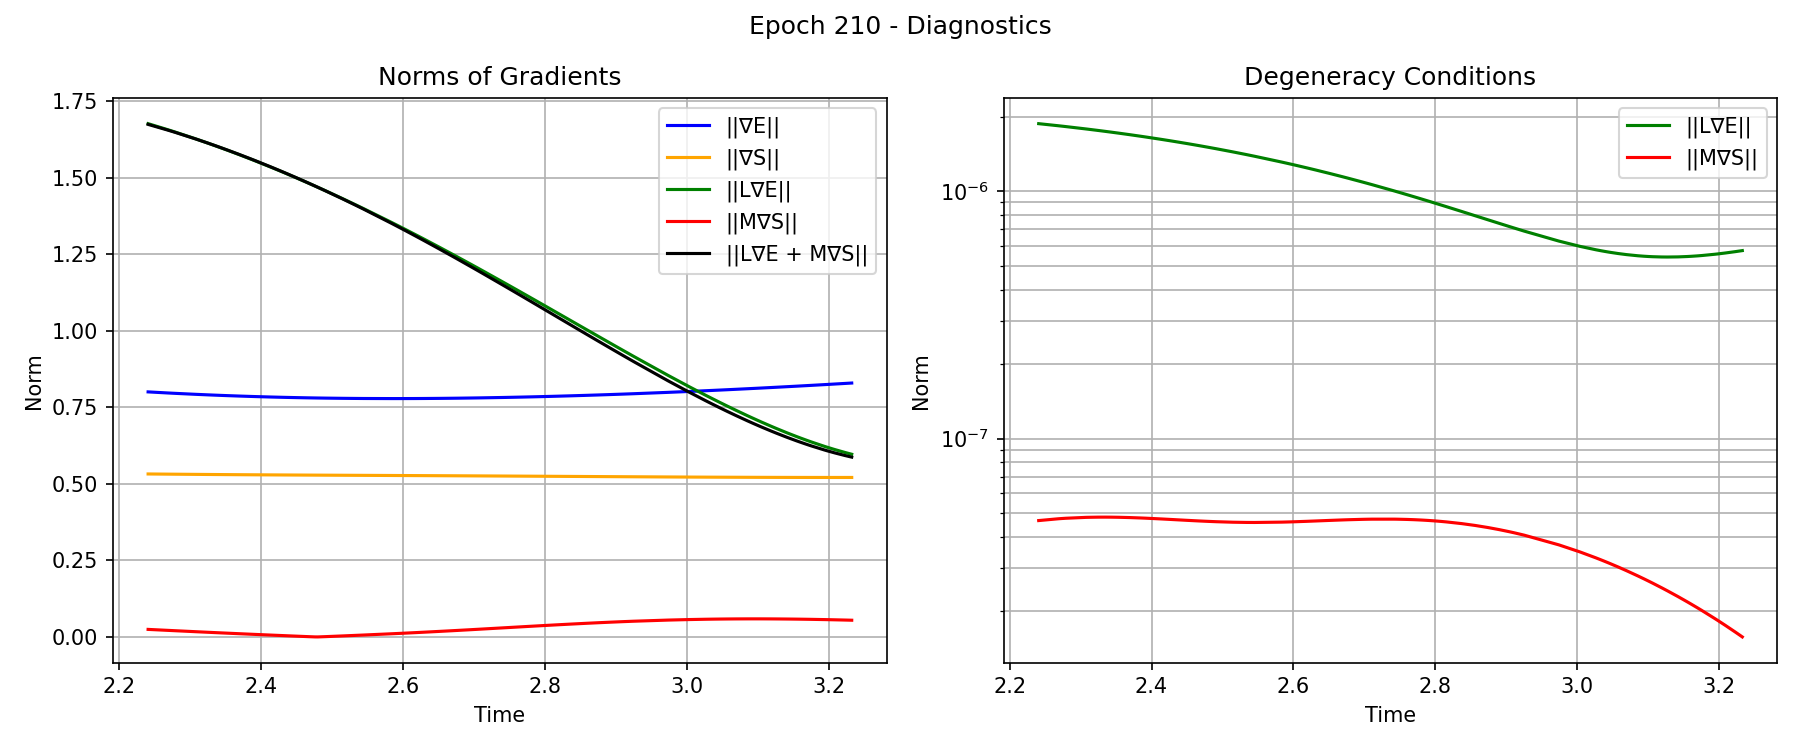 Epoch 210 - Diagnostics
Norms of Gradients
Norm
1.75
1.50
1.25
1.00
0.75
0.50
0.25
0.00
||∇E||
||∇S||
||L∇E||
||M∇S||
||L∇E + M∇S||
2.2
2.4
2.6
2.8
3.0
3.2
Time
Degeneracy Conditions
Norm
10⁻⁶
10⁻⁷
||L∇E||
||M∇S||
2.2
2.4
2.6
2.8
3.0
3.2
Time